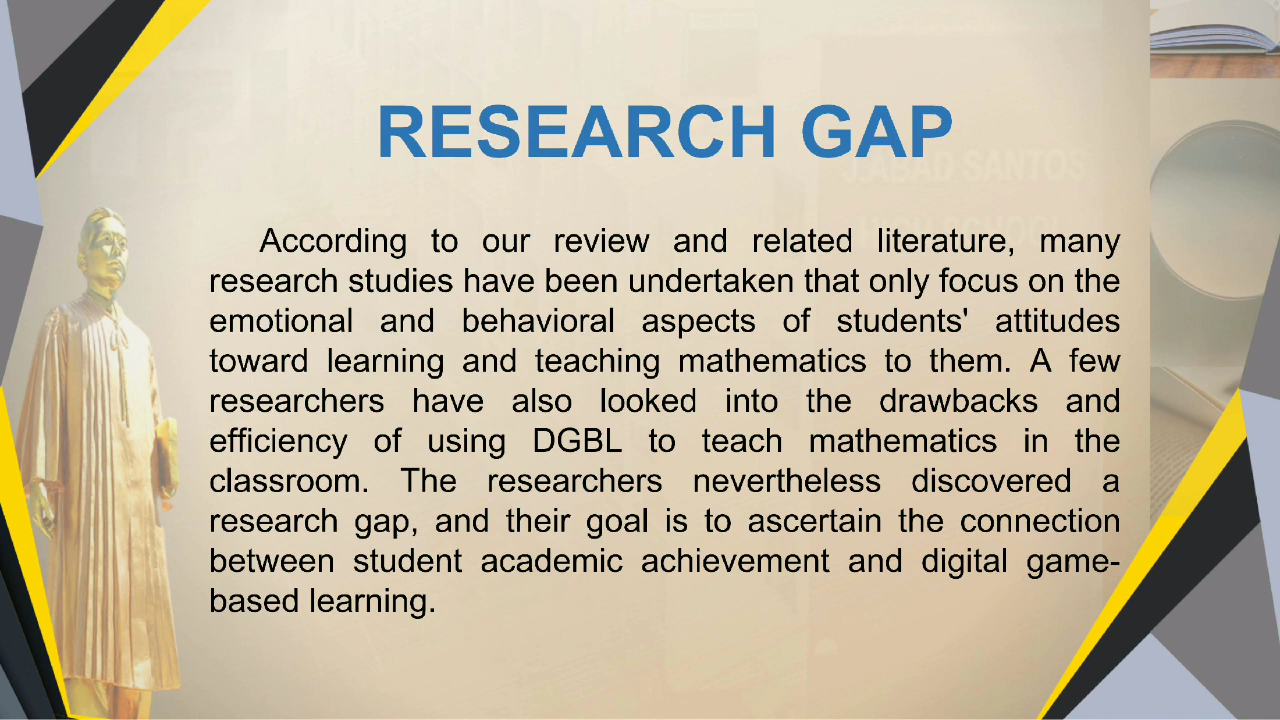 RESEARCH GAP
J.ABAD SANTOS
HIGH SCHOOL
According to our review and related literature, many
research studies have been undertaken that only focus on the
emotional and behavioral aspects of students' attitudes
toward learning and teaching mathematics to them. A few
researchers have also looked into the drawbacks and
efficiency of using DGBL to teach mathematics in the
classroom. The researchers nevertheless discovered a
research gap, and their goal is to ascertain the connection
between student academic achievement and digital game-
based learning.